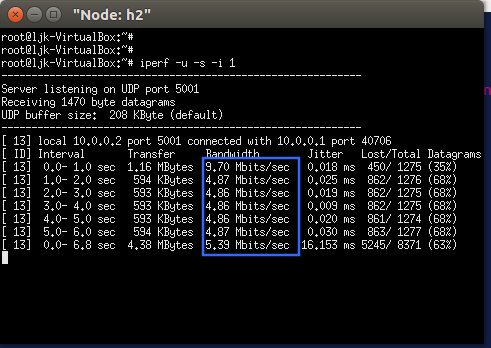 "Node: h2"
root@ljk-VirtualBox:~#
root@ljk-VirtualBox:~#
root@ljk-VirtualBox:~# iperf -u -s -i 1
------------------------------------------------------------
Server listening on UDP port 5001
Receiving 1470 byte datagrams
UDP buffer size:  208 KByte (default)
------------------------------------------------------------
[ 13] local 10.0.0.2 port 5001 connected with 10.0.0.1 port 40706
[ ID] Interval       Transfer     Bandwidth        Jitter   Lost/Total Datagrams
[ 13]  0.0- 1.0 sec  1.16 MBytes  9.70 Mbits/sec   0.018 ms  450/ 1275 (35%)
[ 13]  1.0- 2.0 sec   594 KBytes  4.87 Mbits/sec   0.025 ms  862/ 1276 (68%)
[ 13]  2.0- 3.0 sec   593 KBytes  4.86 Mbits/sec   0.019 ms  862/ 1275 (68%)
[ 13]  3.0- 4.0 sec   593 KBytes  4.86 Mbits/sec   0.009 ms  862/ 1275 (68%)
[ 13]  4.0- 5.0 sec   593 KBytes  4.86 Mbits/sec   0.020 ms  861/ 1274 (68%)
[ 13]  5.0- 6.0 sec   594 KBytes  4.87 Mbits/sec   0.030 ms  863/ 1277 (68%)
[ 13]  0.0- 6.8 sec  4.38 MBytes  5.39 Mbits/sec  16.153 ms 5245/ 8371 (63%)